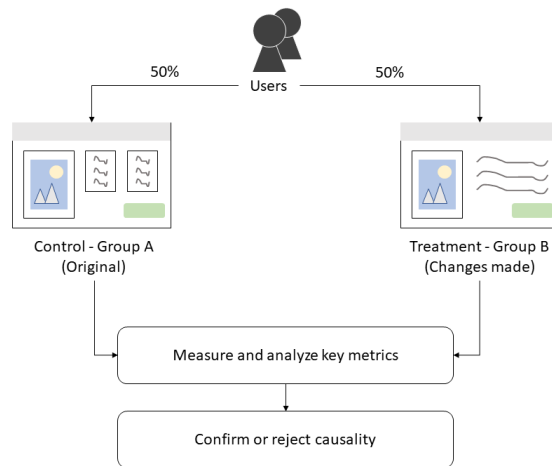 50%
50%
Users
Control - Group A
(Original)
Treatment - Group B
(Changes made)
Measure and analyze key metrics
Confirm or reject causality